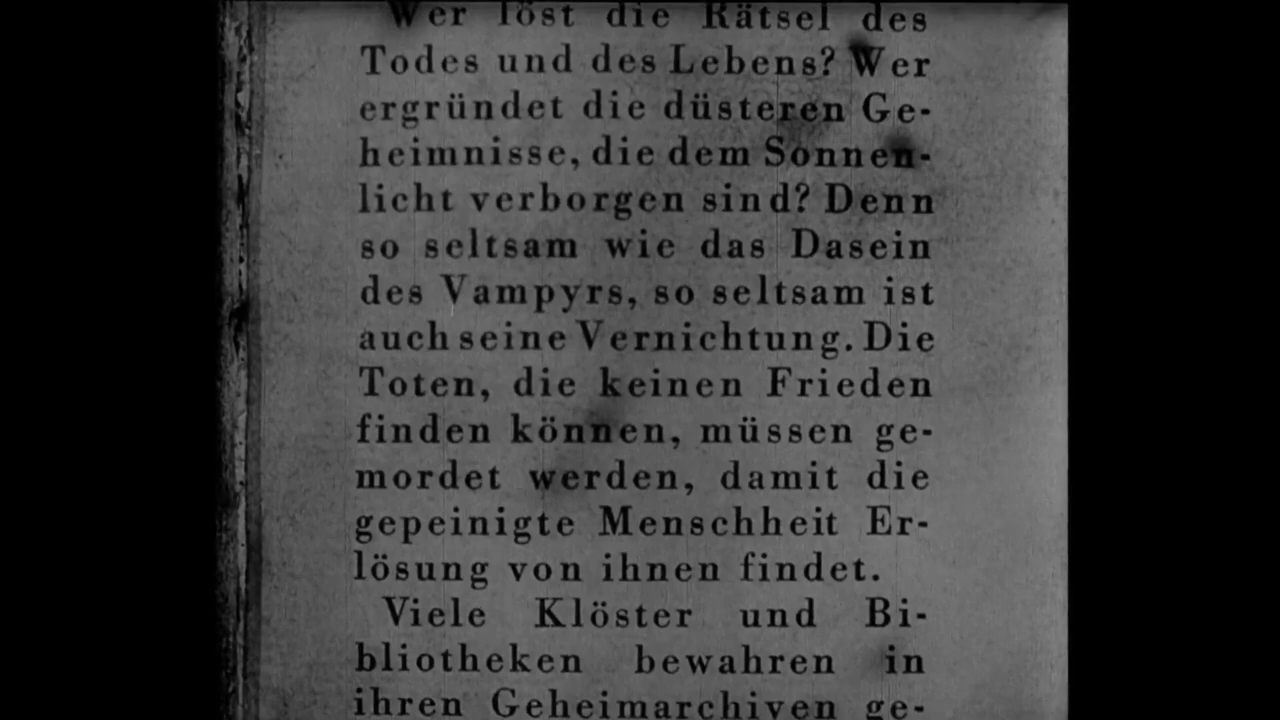 Wer löst die Rätsel des
Todes und des Lebens? Wer
ergründet die düsteren Ge-
heimnisse, die dem Sonnen-
licht verborgen sind? Denn
so seltsam wie das Dasein
des Vampyrs, so seltsam ist
auch seine Vernichtung. Die
Toten, die keinen Frieden
finden können, müssen ge-
mordet werden, damit die
gepeinigte Menschheit Er-
lösung von ihnen findet.
Viele Klöster und Bi-
bliotheken bewahren in
ihren Geheimarchiven ge-